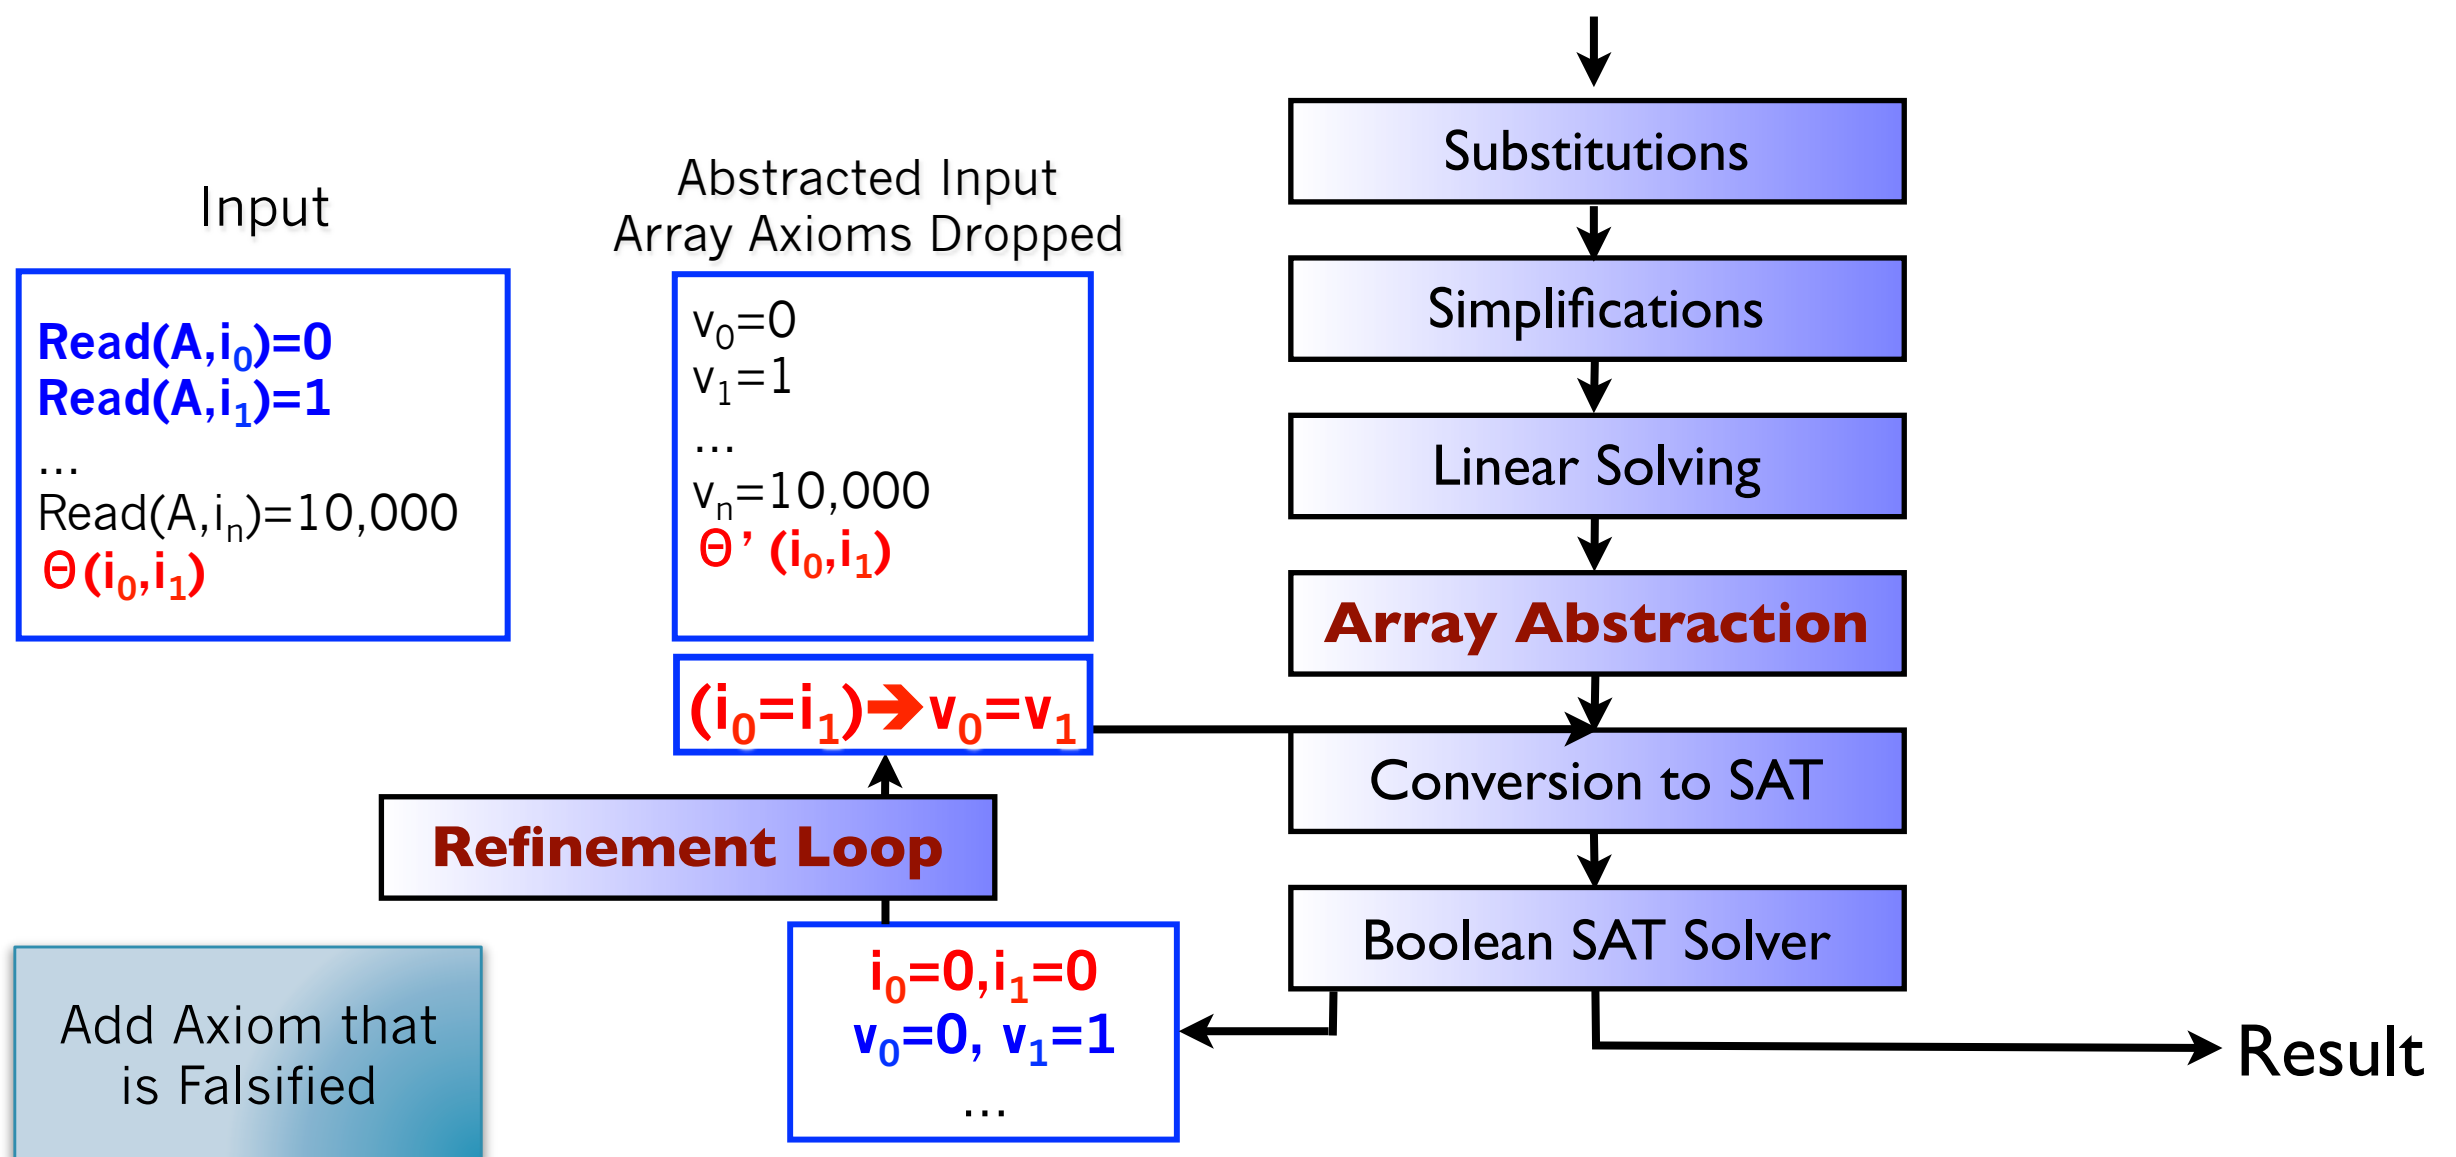 Input
Read(A,i₀)=0
Read(A,i₁)=1
...
Read(A,iₙ)=10,000
Θ(i₀,i₁)
Abstracted Input
Array Axioms Dropped
v₀=0
v₁=1
...
vₙ=10,000
Θ’(i₀,i₁)
(i₀=i₁)➔v₀=v₁
Refinement Loop
i₀=0,i₁=0
v₀=0, v₁=1
...
Add Axiom that
is Falsified
Substitutions
Simplifications
Linear Solving
Array Abstraction
Conversion to SAT
Boolean SAT Solver
Result